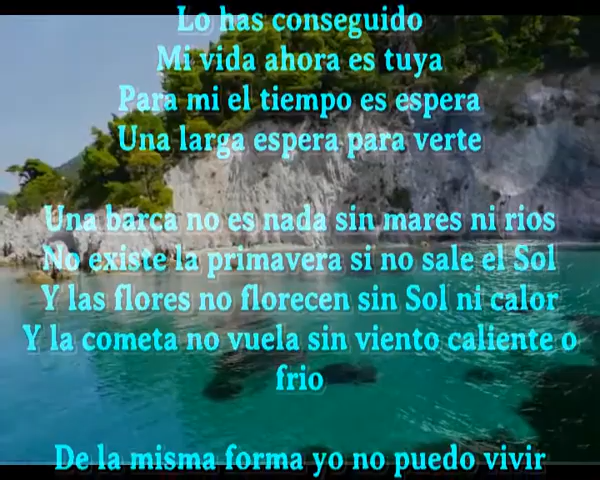 Lo has conseguido
Mi vida ahora es tuya
Para mi el tiempo es espera
Una larga espera para verte
Una barca no es nada sin mares ni rios
No existe la primavera si no sale el Sol
Y las flores no florecen sin Sol ni calor
Y la cometa no vuela sin viento caliente o
frio
De la misma forma yo no puedo vivir